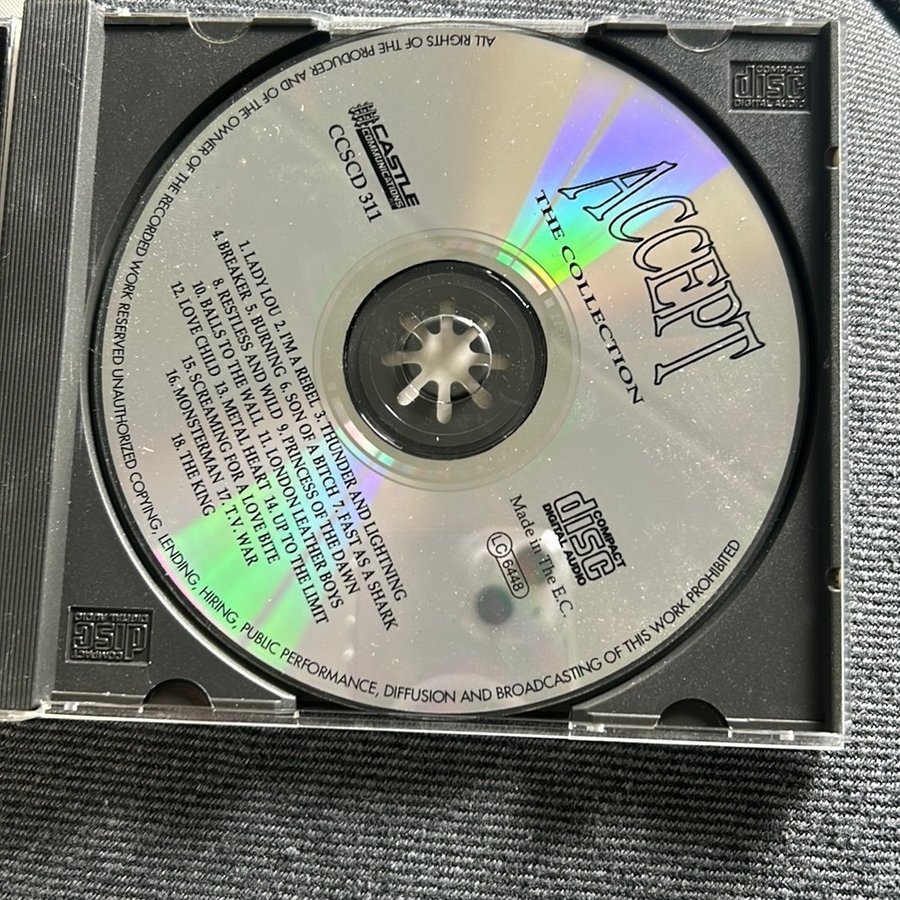 ACCEPT
THE COLLECTION
CASTLE
COMMUNICATIONS
CCSCD 311
COMPACT
disc
DIGITAL AUDIO
Made in The E.C.
LC 6448
1. LADY LOU 2. I'M A REBEL 3. THUNDER AND LIGHTNING
4. BREAKER 5. BURNING 6. SON OF A BITCH 7. FAST AS A SHARK
8. RESTLESS AND WILD 9. PRINCESS OF THE DAWN
10. BALLS TO THE WALL 11. LONDON LEATHER BOYS
12. LOVE CHILD 13. METAL HEART 14. UP TO THE LIMIT
15. SCREAMING FOR A LOVE BITE
16. MONSTERMAN 17. T.V. WAR
18. THE KING
ALL RIGHTS OF THE PRODUCER AND OF THE OWNER OF THE RECORDED WORK RESERVED UNAUTHORIZED COPYING, LENDING, HIRING, PUBLIC PERFORMANCE, DIFFUSION AND BROADCASTING OF THIS WORK PROHIBITED
COMPACT
disc
DIGITAL AUDIO
COMPACT
disc
DIGITAL AUDIO